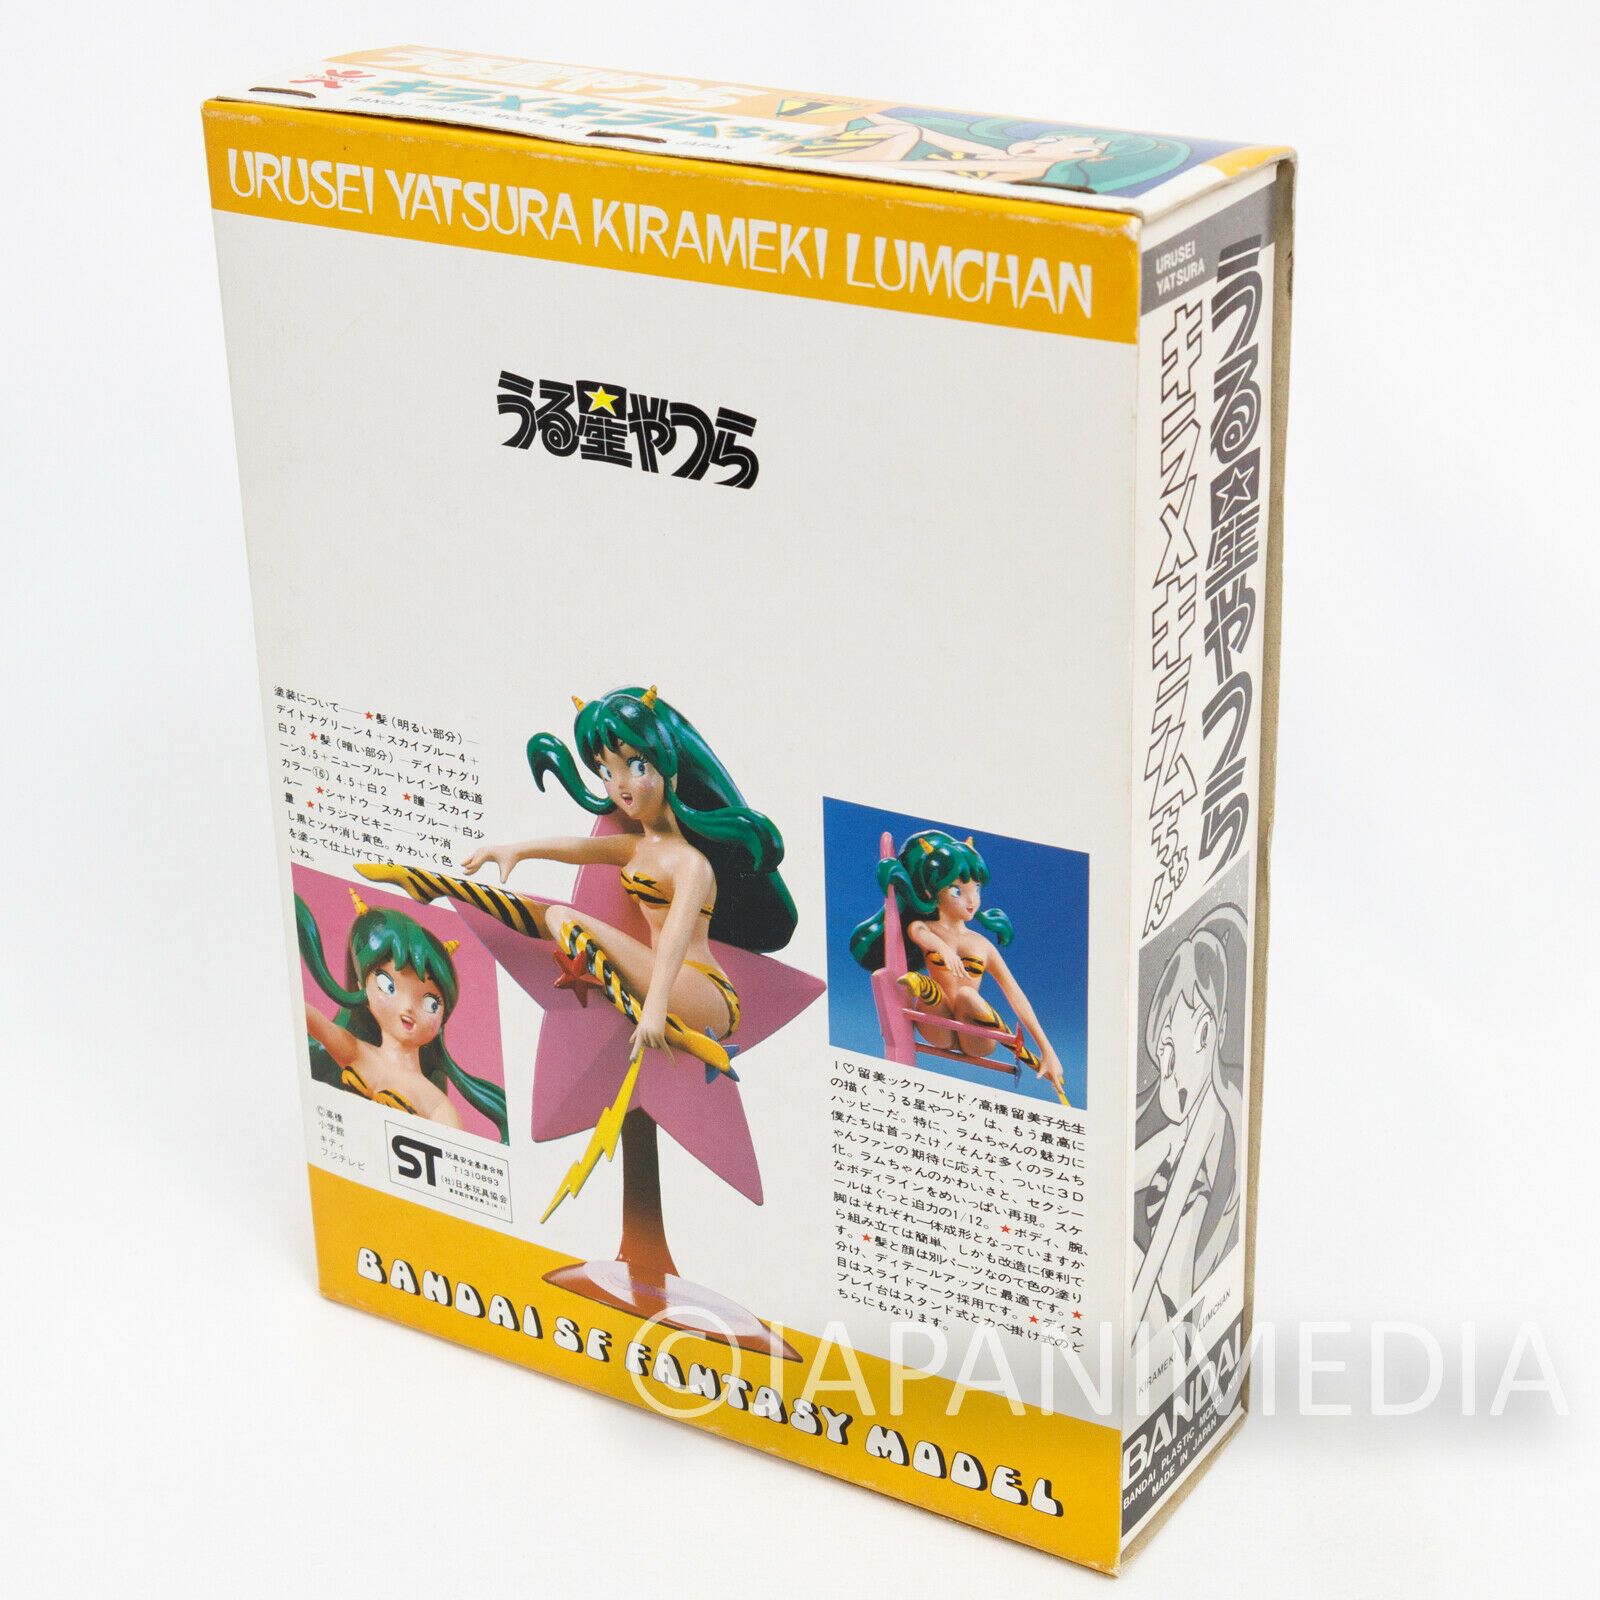 うる星やつら
キラメキラムちゃん
BANDAI PLASTIC MODEL KIT
JAPAN
URUSEI YATSURA KIRAMEKI LUMCHAN
うる星やつら
塗装について——★髪(明るい部分)—
デイトナグリーン4+スカイブルー4+
白2 ★髪(暗い部分)—デイトナグリ
ーン3.5+ニューブルートレイン色(鉄道
カラー⑯)4.5+白2 ★瞳—スカイブ
ルー ★シャドウ—スカイブルー+白少
量 ★トラジマビキニ——ツヤ消
し黒とツヤ消し黄色。かわいく色
を塗って仕上げて下さ
いね。
©高橋
小学館
キティ
フジテレビ
ST
玩具安全基準合格
T(3)0893
(社)日本玩具協会
I♡留美ックワールド!高橋留美子先生
の描く“うる星やつら”は、もう最高に
ハッピーだ。特に、ラムちゃんの魅力に
僕たちは首ったけ!そんな多くのラムち
ゃんファンの期待に応えて、ついに3D
化。ラムちゃんのかわいさと、セクシー
なボディラインをめいっぱい再現。スケ
ールはぐっと迫力の1/12。★ボディ、腕、
脚はそれぞれ一体成形となっていますか
ら組み立ては簡単、しかも改造に便利で
す。★髪と顔は別パーツなので色の塗り
分け、ディテールアップに最適です。★
目はスライドマーク採用です。★ディス
プレイ台はスタンド式とカベ掛け式のど
ちらにもなります。
BANDAI SF FANTASY MODEL
URUSEI
YATSURA
うる星やつら
キラメキラムちゃん
KIRAMEKI LUMCHAN
BANDAI
BANDAI PLASTIC MODEL KIT
MADE IN JAPAN
©JAPANIMEDIA